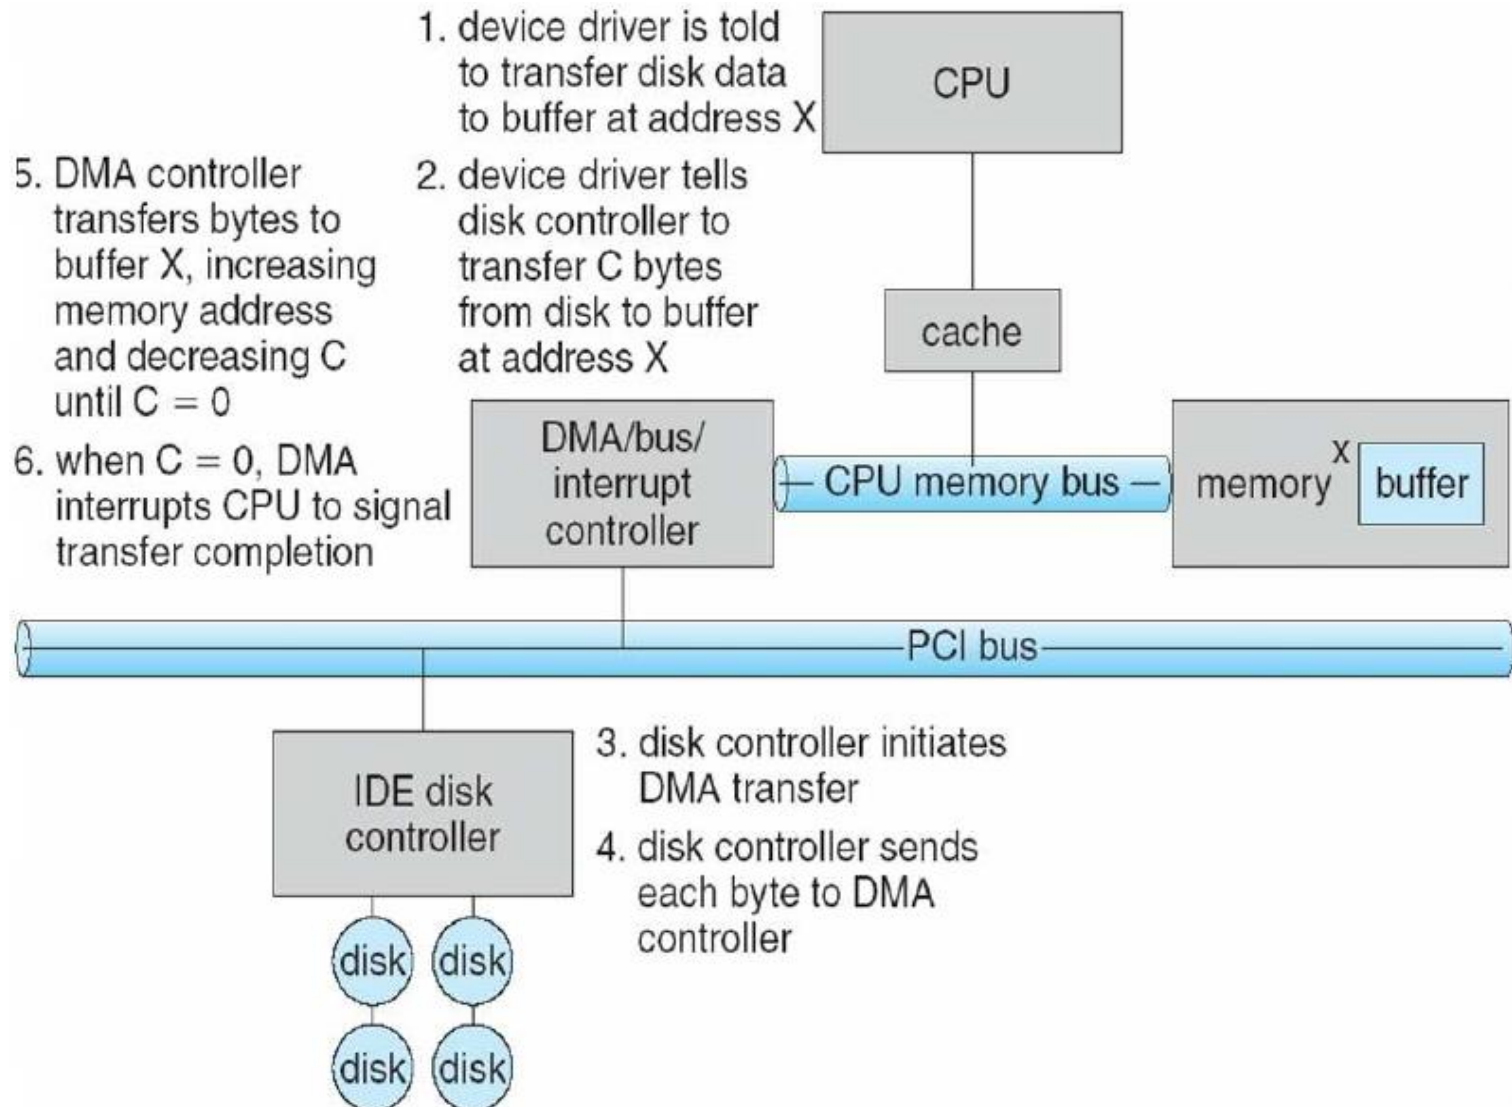 1. device driver is told
to transfer disk data
to buffer at address X
CPU
5. DMA controller
transfers bytes to
buffer X, increasing
memory address
and decreasing C
until C = 0
2. device driver tells
disk controller to
transfer C bytes
from disk to buffer
at address X
cache
6. when C = 0, DMA
interrupts CPU to signal
transfer completion
DMA/bus/
interrupt
controller
CPU memory bus
memory
X
buffer
PCI bus
IDE disk
controller
3. disk controller initiates
DMA transfer
4. disk controller sends
each byte to DMA
controller
disk
disk
disk
disk